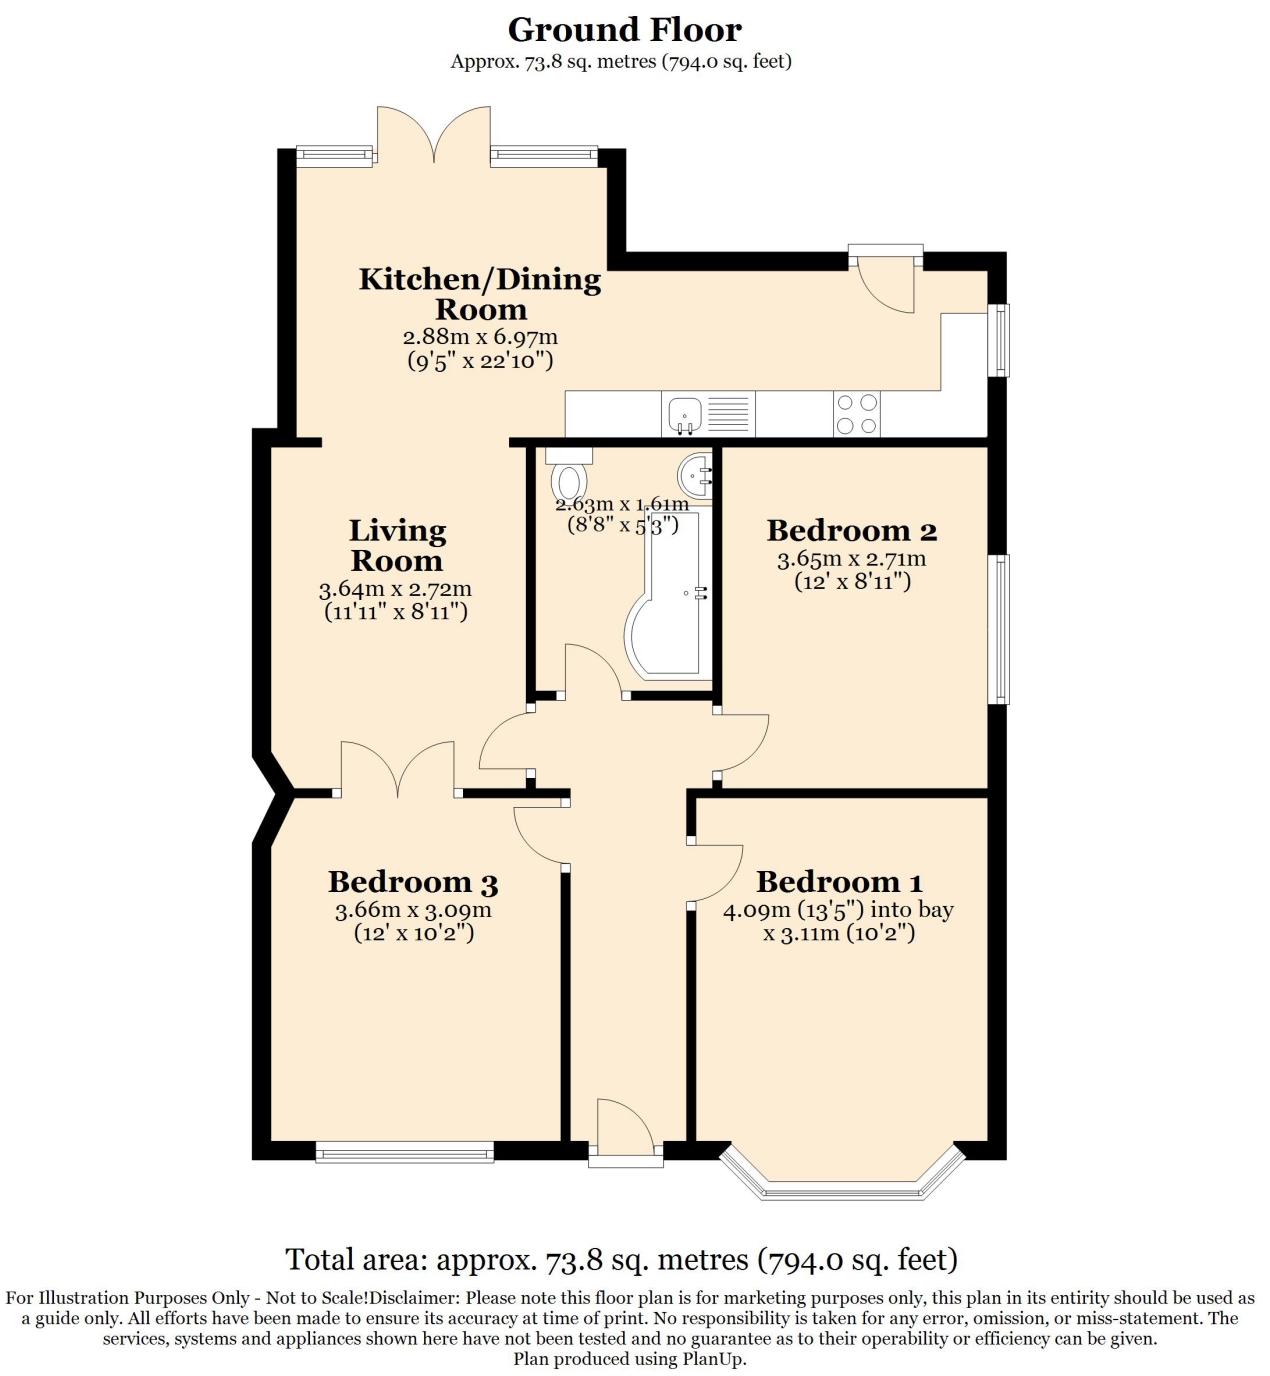 Ground Floor
Approx. 73.8 sq. metres (794.0 sq. feet)
Kitchen/Dining
Room
2.88m x 6.97m
(9'5" x 22'10")
Living
Room
3.64m x 2.72m
(11'11" x 8'11")
2.63m x 1.61m
(8'8" x 5'3")
Bedroom 2
3.65m x 2.71m
(12' x 8'11")
Bedroom 3
3.66m x 3.09m
(12' x 10'2")
Bedroom 1
4.09m (13'5") into bay
x 3.11m (10'2")
Total area: approx. 73.8 sq. metres (794.0 sq. feet)
For Illustration Purposes Only - Not to Scale!Disclaimer: Please note this floor plan is for marketing purposes only, this plan in its entirity should be used as
a guide only. All efforts have been made to ensure its accuracy at time of print. No responsibility is taken for any error, omission, or miss-statement. The
services, systems and appliances shown here have not been tested and no guarantee as to their operability or efficiency can be given.
Plan produced using PlanUp.